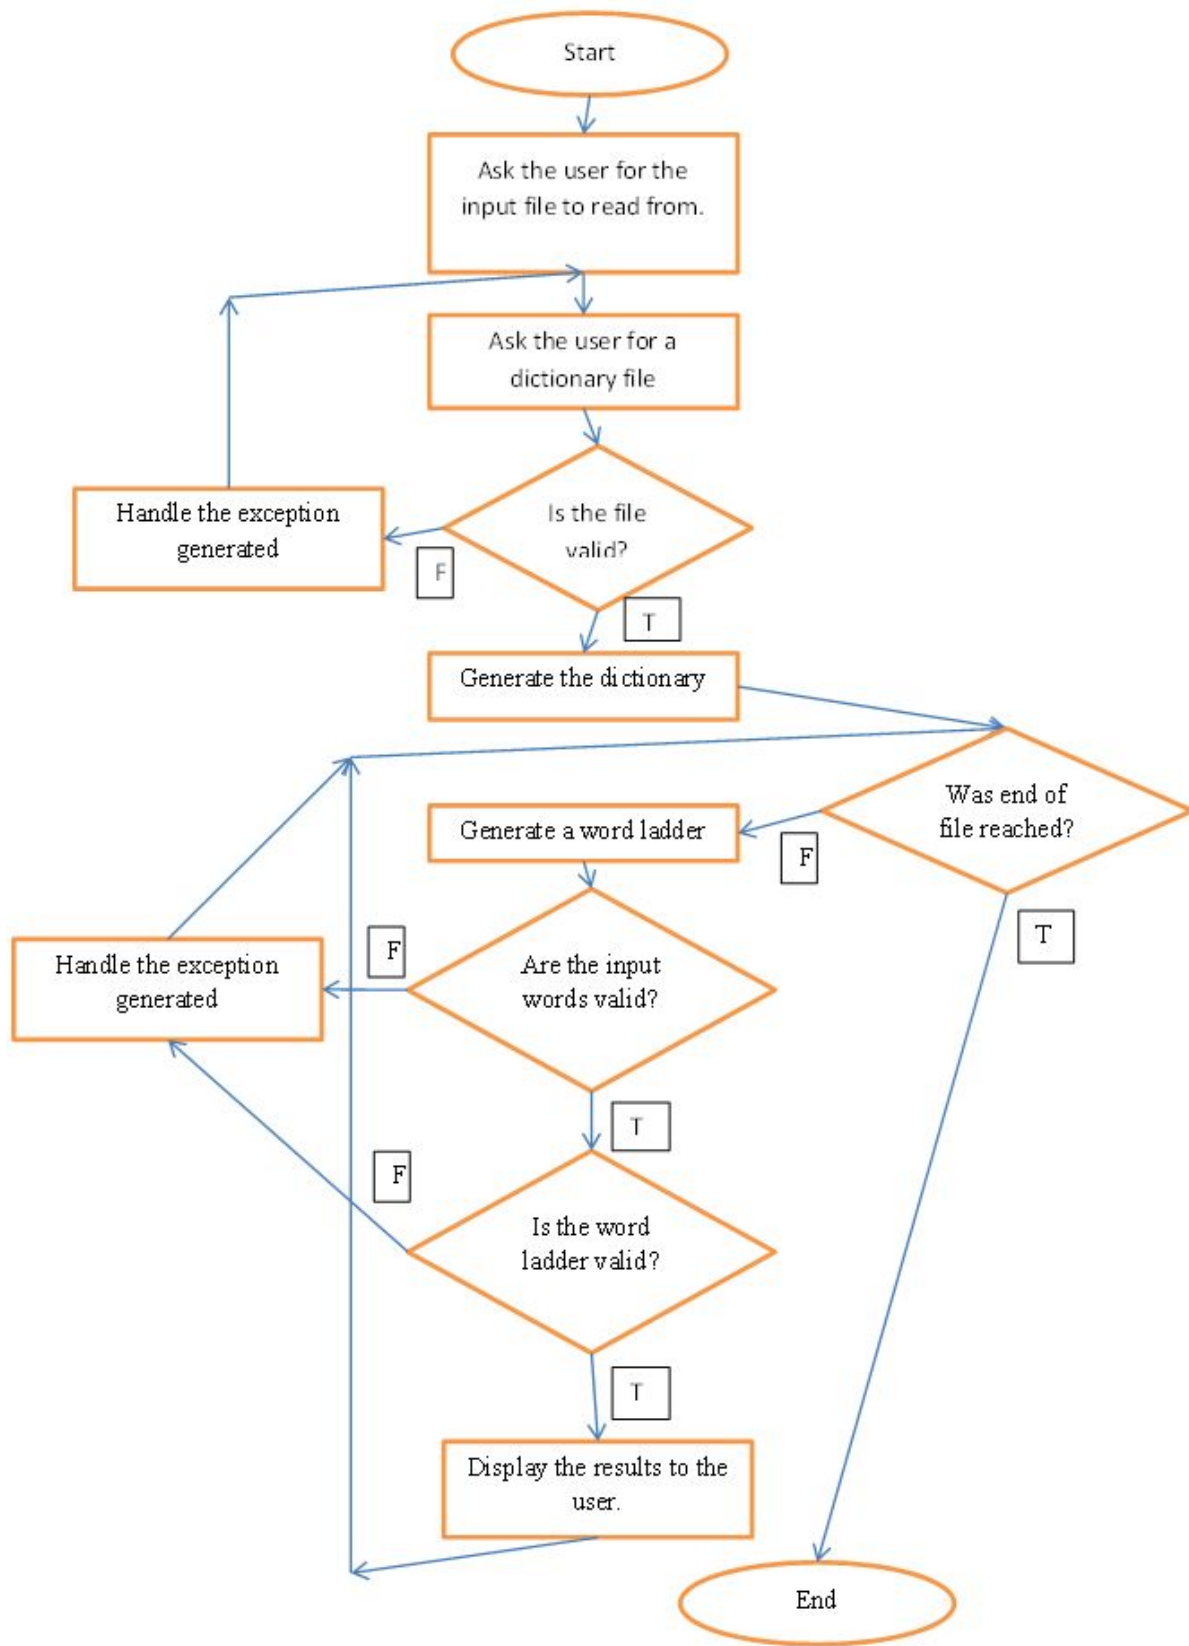 Start
Ask the user for the
input file to read from.
Ask the user for a
dictionary file
Is the file
valid?
Handle the exception
generated
F
T
Generate the dictionary
Was end of
file reached?
Generate a word ladder
F
T
Are the input
words valid?
F
Handle the exception
generated
T
F
Is the word
ladder valid?
T
Display the results to the
user.
End